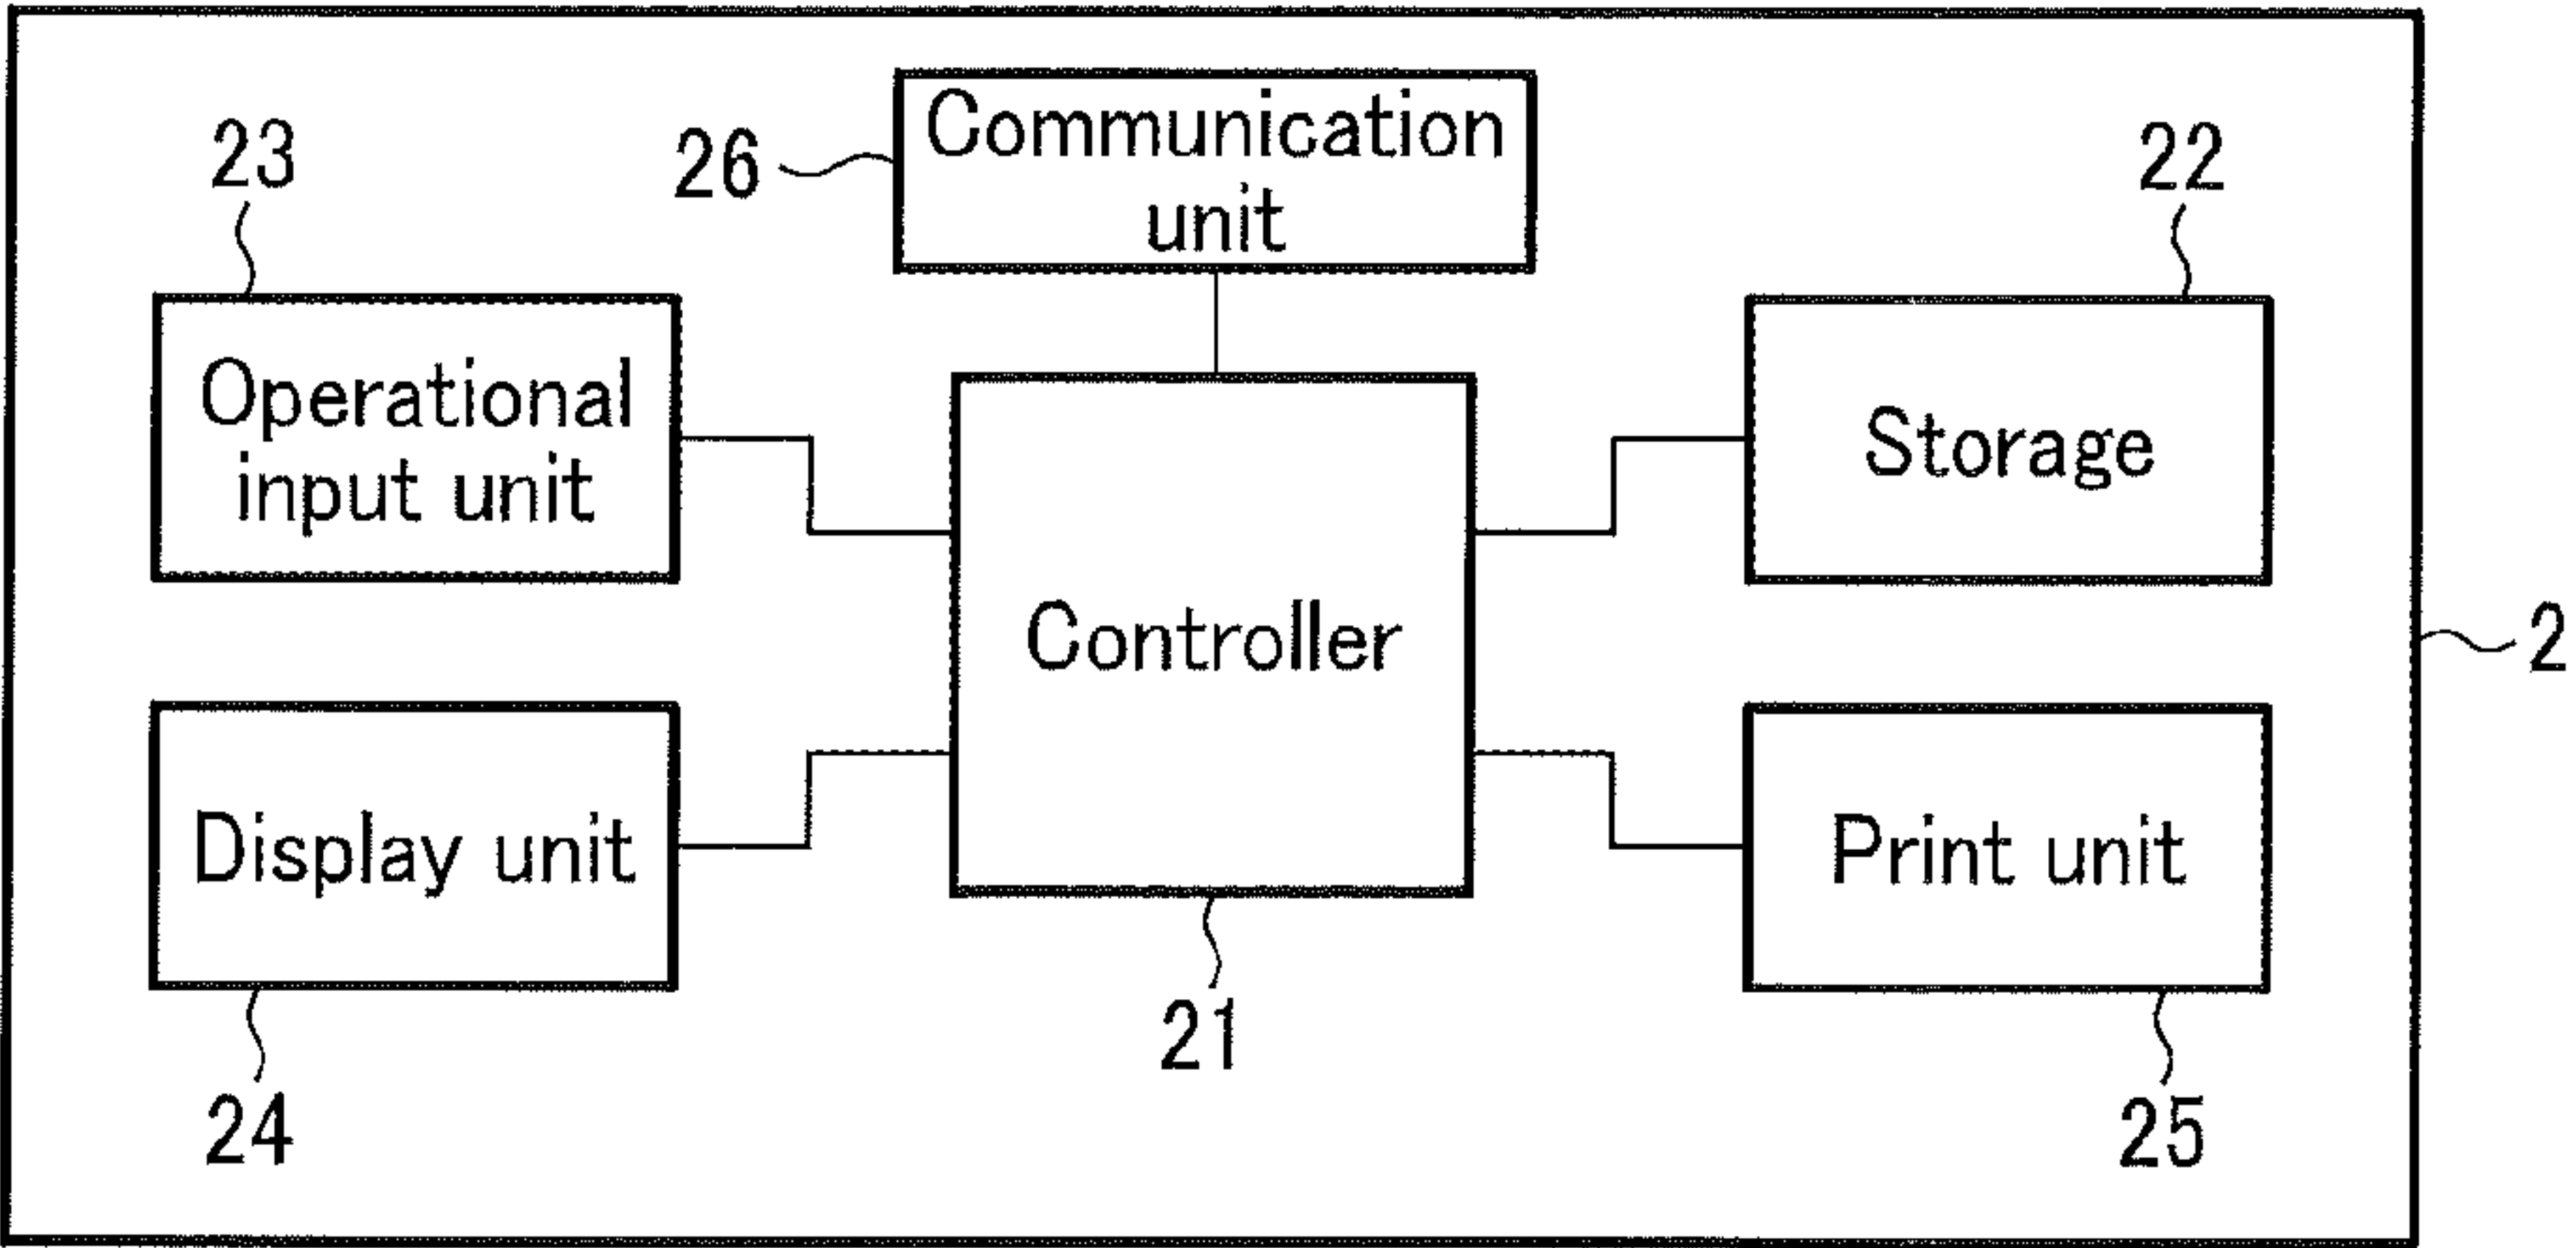 26
Communication
unit
23
22
Operational
input unit
Storage
Controller
2
Display unit
Print unit
21
24
25